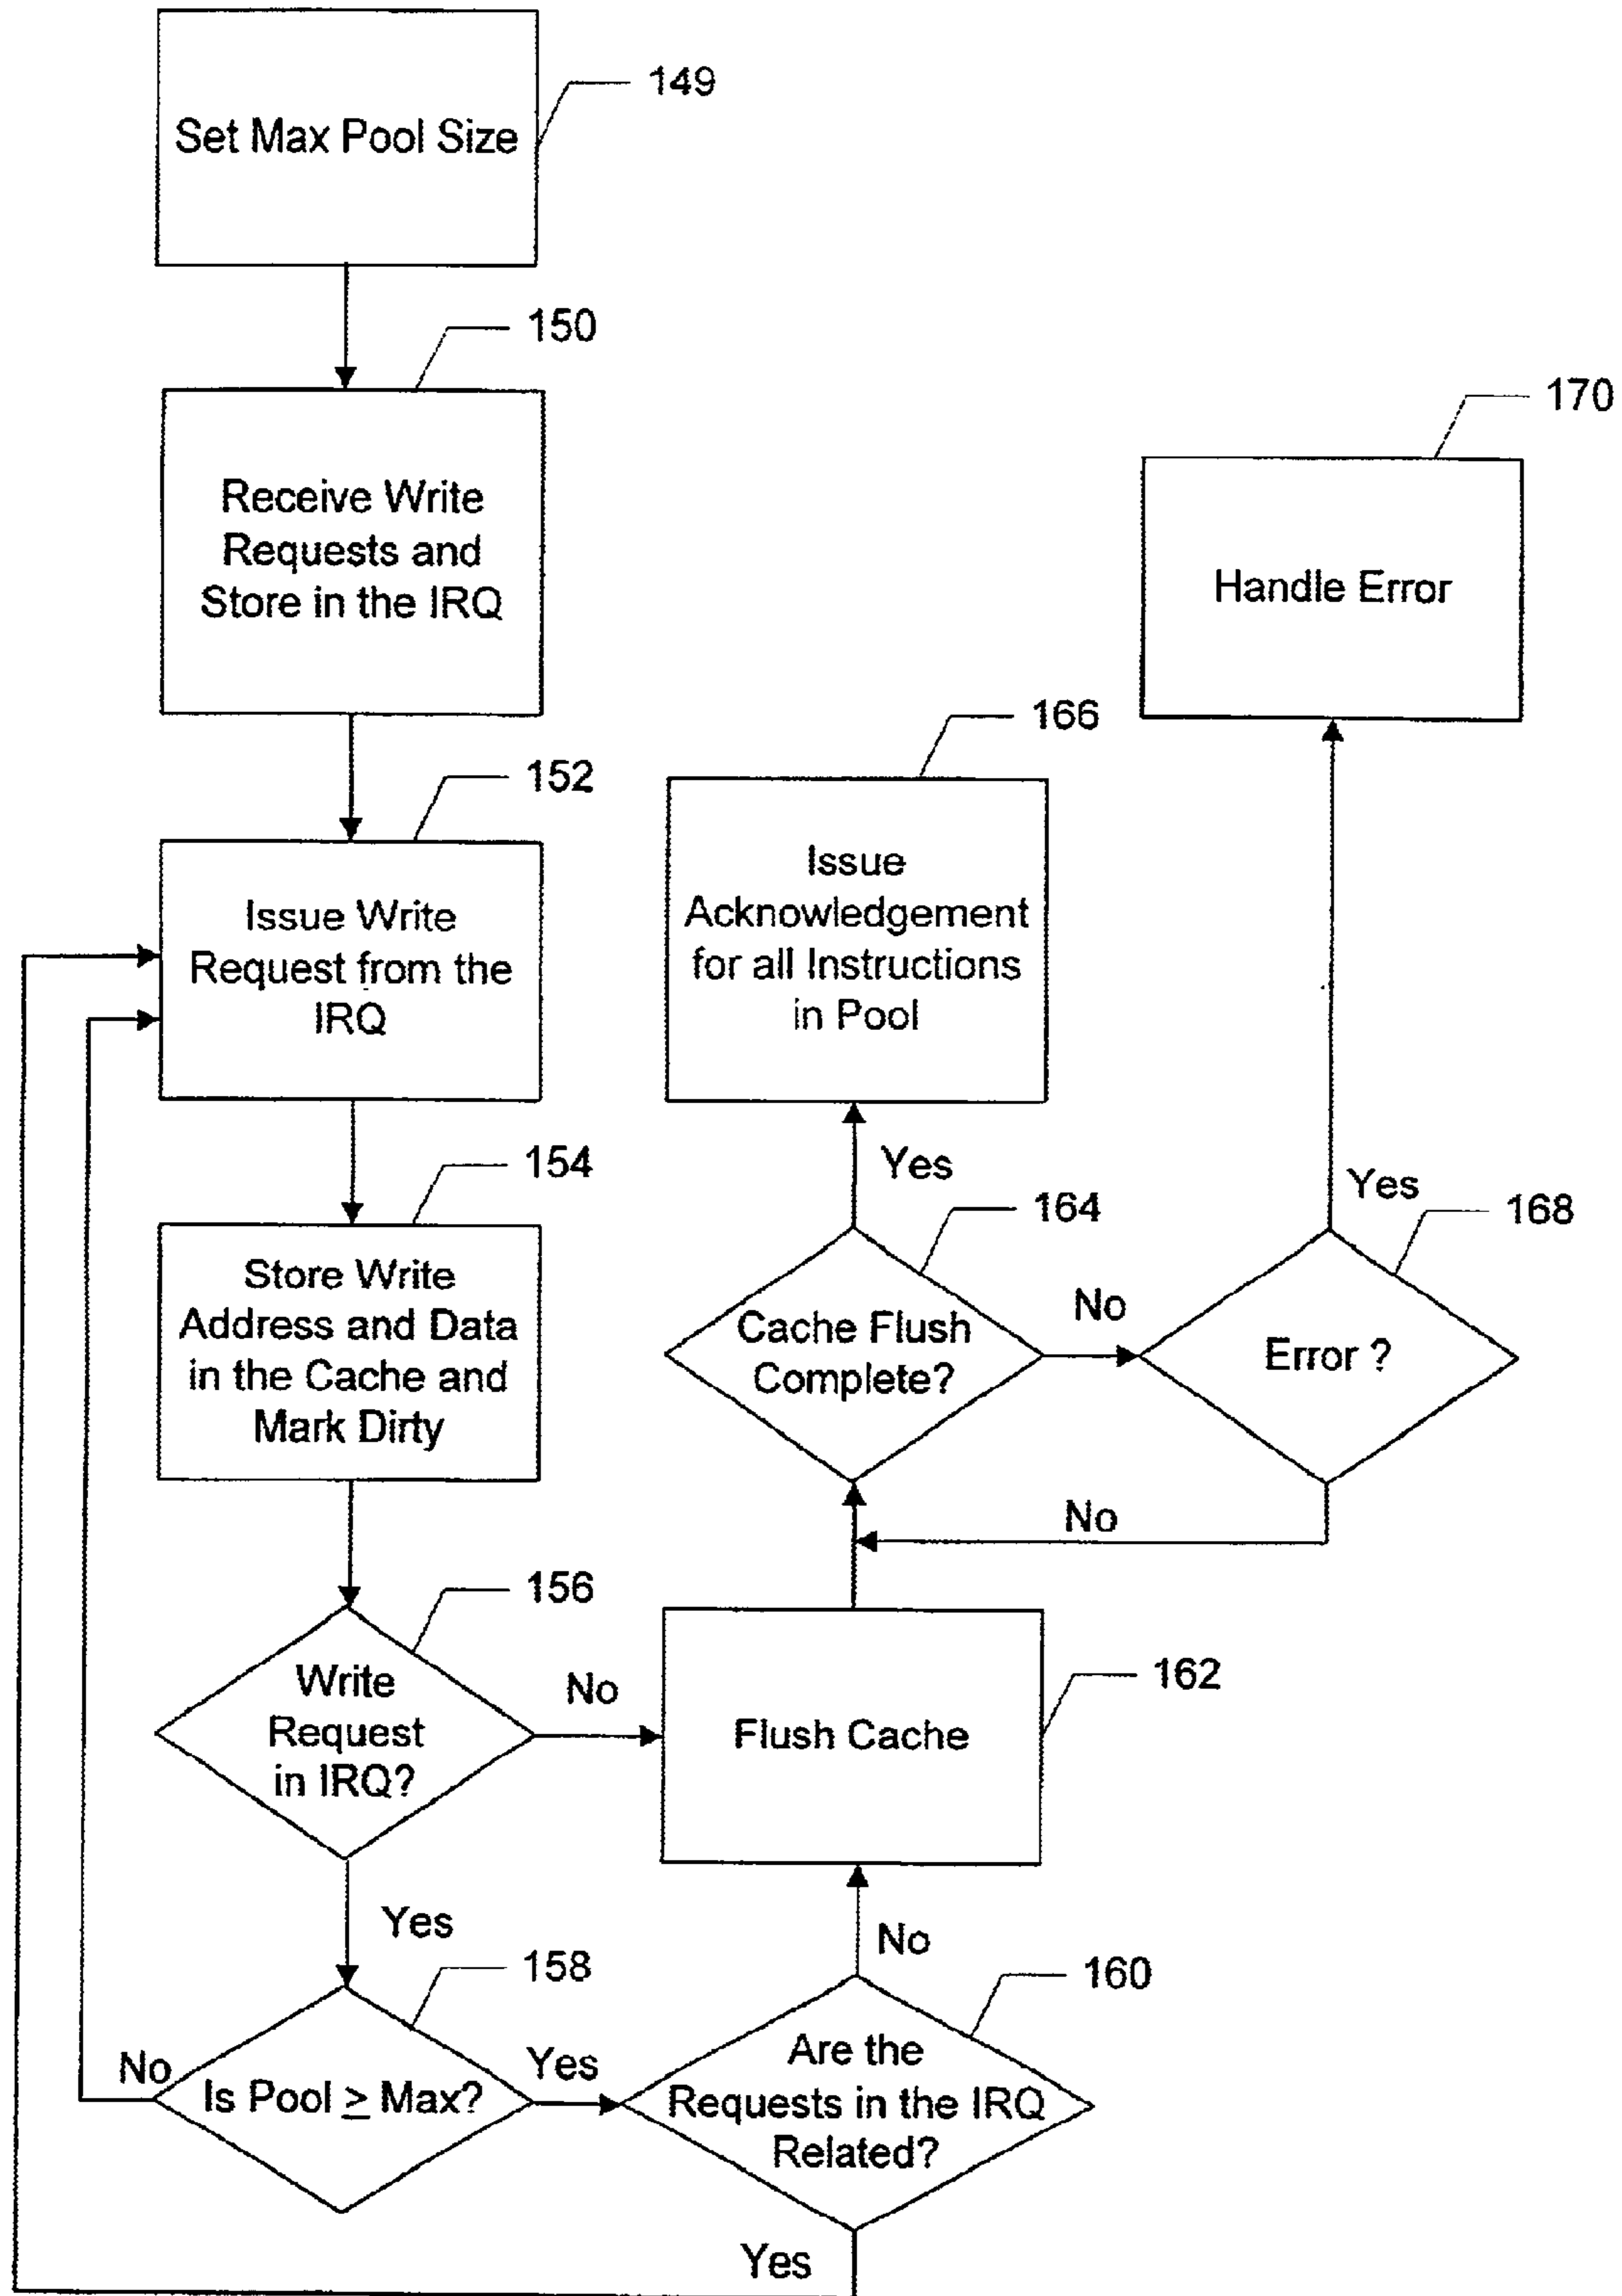 Set Max Pool Size
149
150
Receive Write
Requests and
Store in the IRQ
170
Handle Error
152
Issue Write
Request from the
IRQ
166
Issue
Acknowledgement
for all Instructions
in Pool
154
Store Write
Address and Data
in the Cache and
Mark Dirty
Yes
164
Cache Flush
Complete?
No
Yes
168
Error ?
No
156
Write
Request
in IRQ?
No
162
Flush Cache
Yes
158
Is Pool ≥ Max?
No
Yes
No
160
Are the
Requests in the IRQ
Related?
Yes